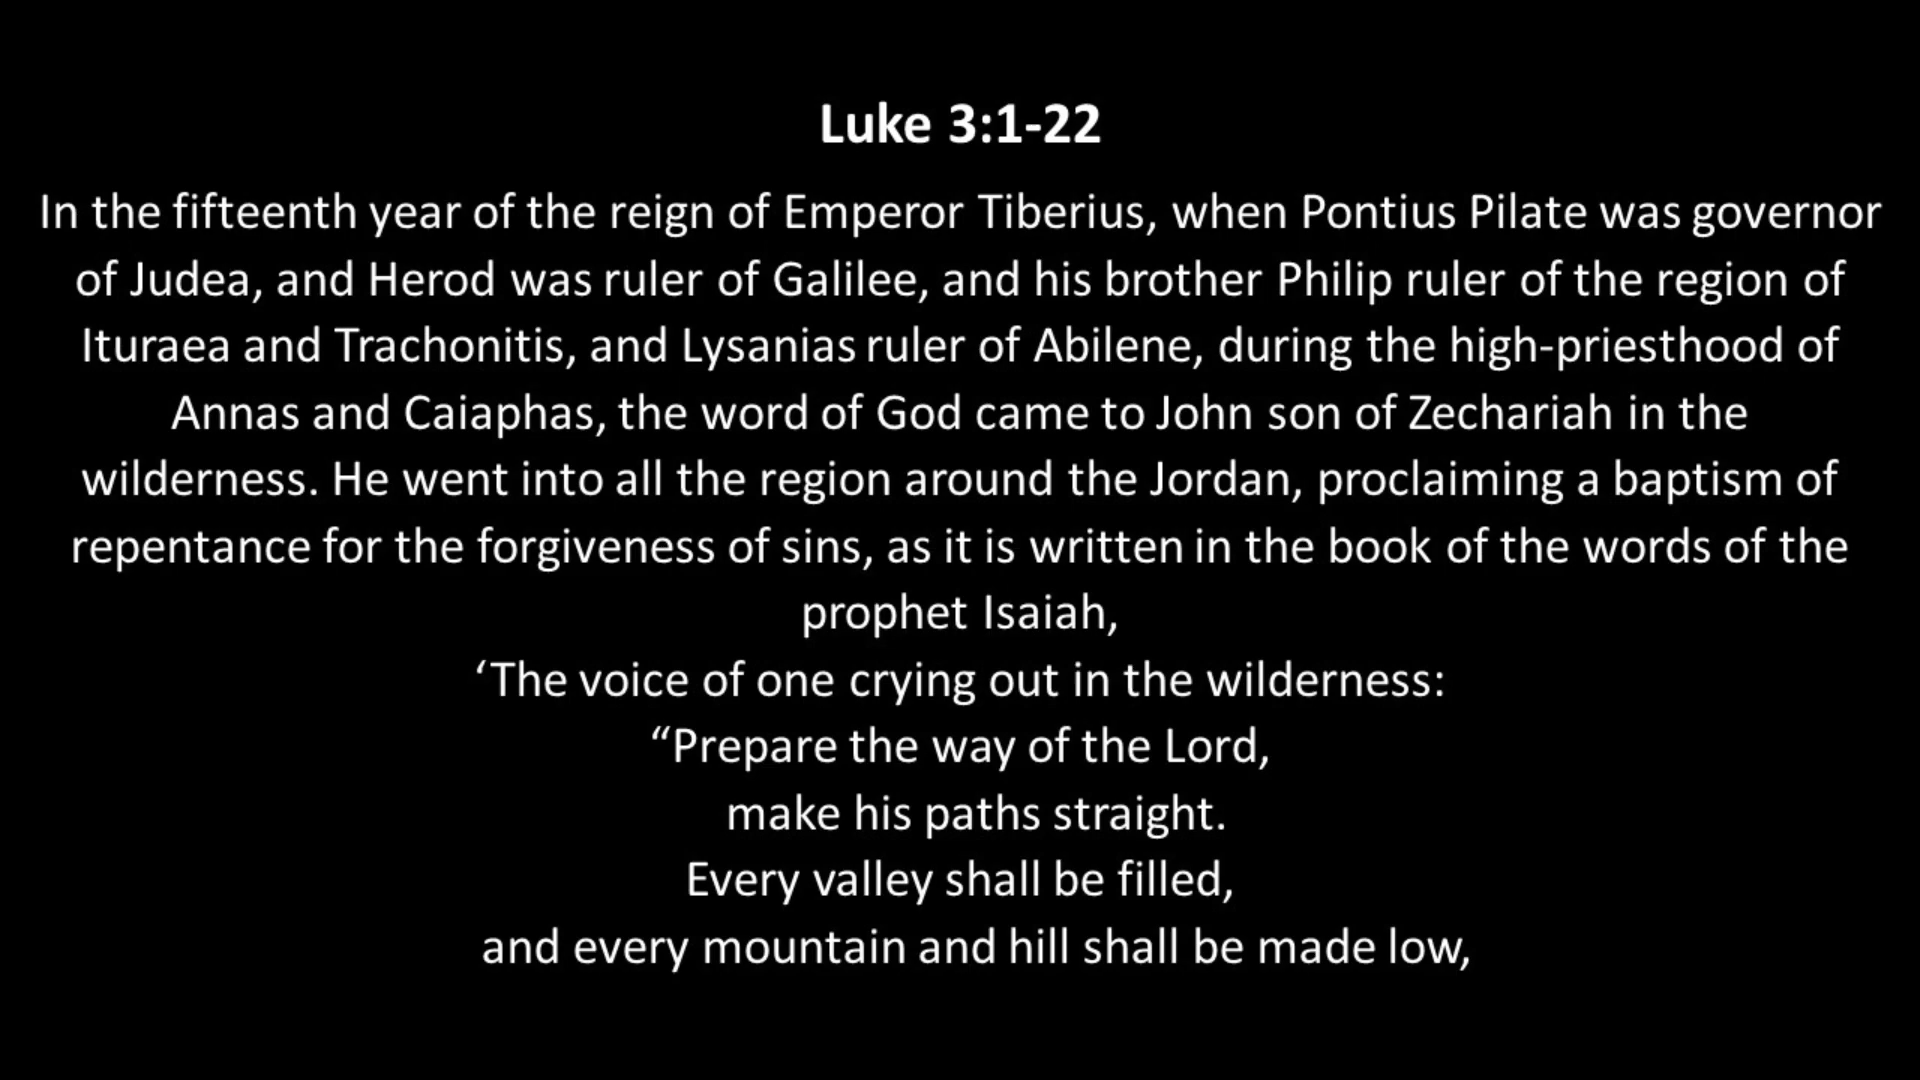 Luke 3:1-22
In the fifteenth year of the reign of Emperor Tiberius, when Pontius Pilate was governor
of Judea, and Herod was ruler of Galilee, and his brother Philip ruler of the region of
Ituraea and Trachonitis, and Lysanias ruler of Abilene, during the high-priesthood of
Annas and Caiaphas, the word of God came to John son of Zechariah in the
wilderness. He went into all the region around the Jordan, proclaiming a baptism of
repentance for the forgiveness of sins, as it is written in the book of the words of the
prophet Isaiah,
‘The voice of one crying out in the wilderness:
“Prepare the way of the Lord,
make his paths straight.
Every valley shall be filled,
and every mountain and hill shall be made low,